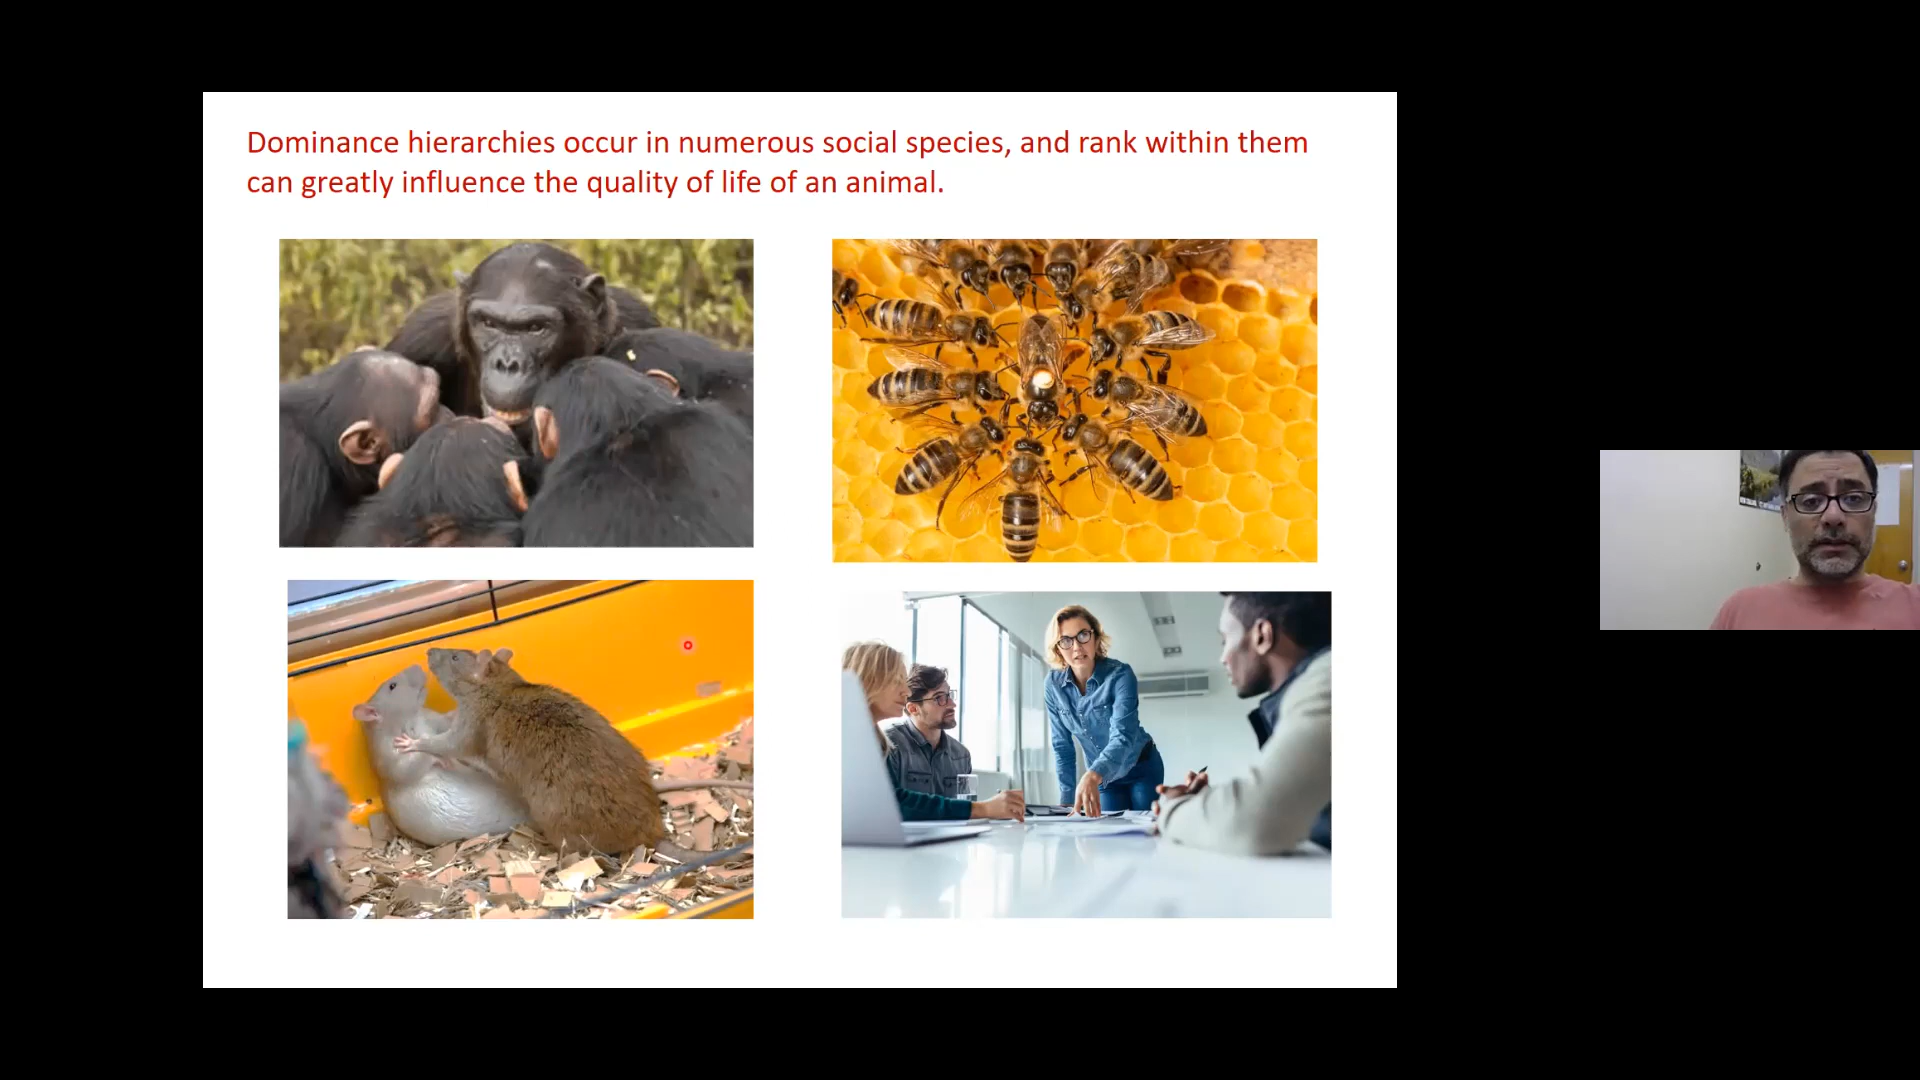 Dominance hierarchies occur in numerous social species, and rank within them
can greatly influence the quality of life of an animal.